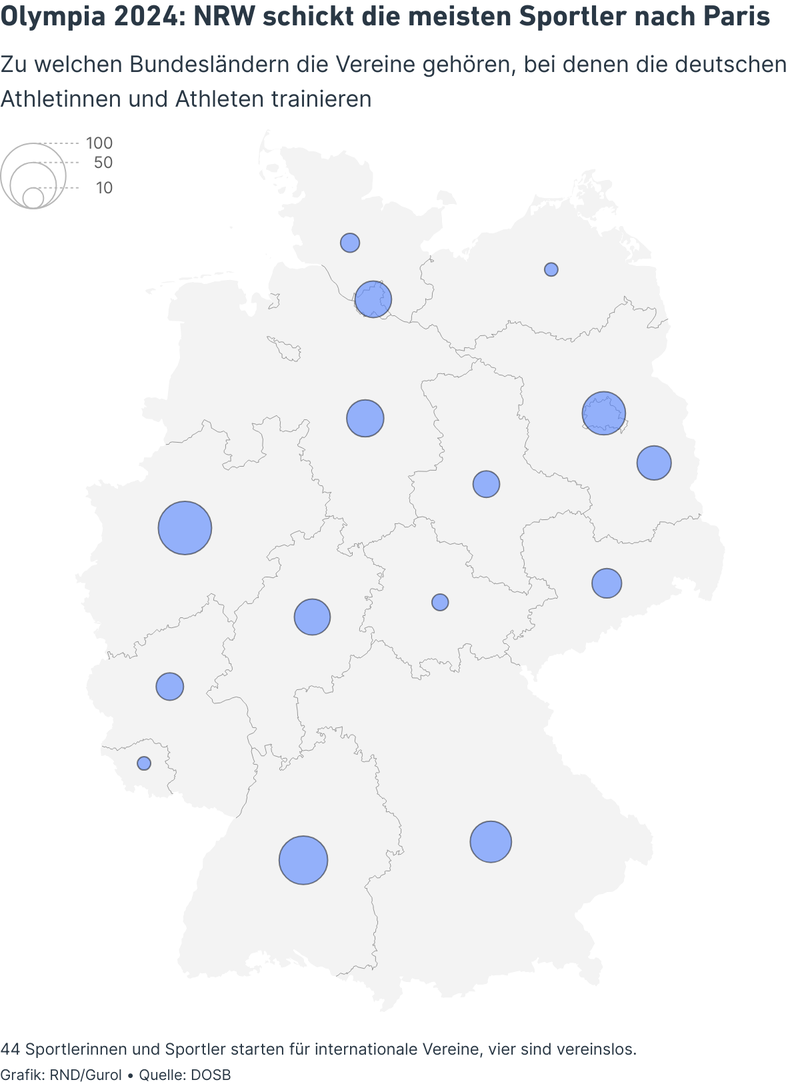 Olympia 2024: NRW schickt die meisten Sportler nach Paris
Zu welchen Bundesländern die Vereine gehören, bei denen die deutschen
Athletinnen und Athleten trainieren
100
50
10
44 Sportlerinnen und Sportler starten für internationale Vereine, vier sind vereinslos.
Grafik: RND/Gurol • Quelle: DOSB